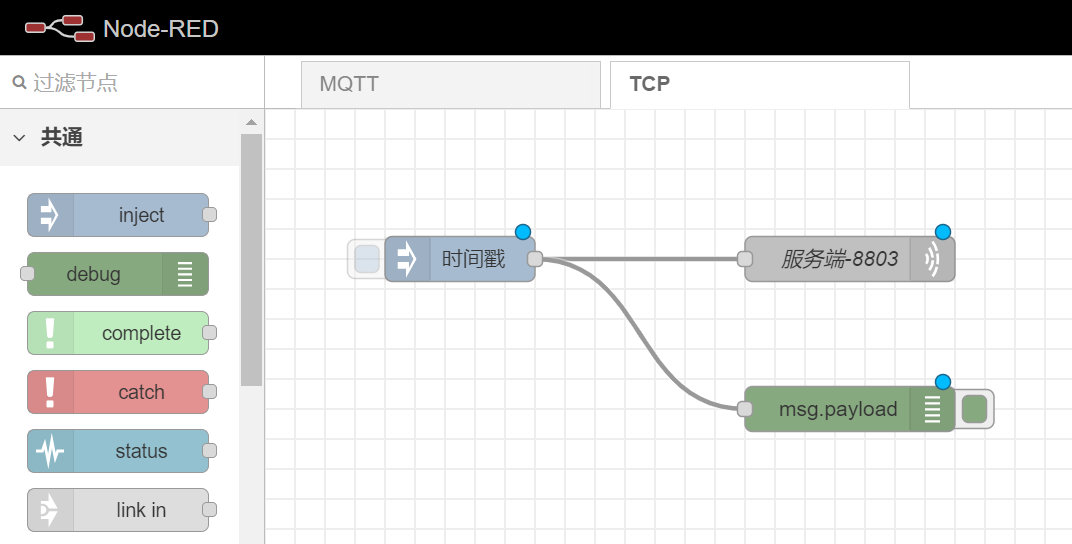 Node-RED
过滤节点
MQTT
TCP
共通
inject
debug
complete
catch
status
link in
时间戳
服务端-8803
msg.payload